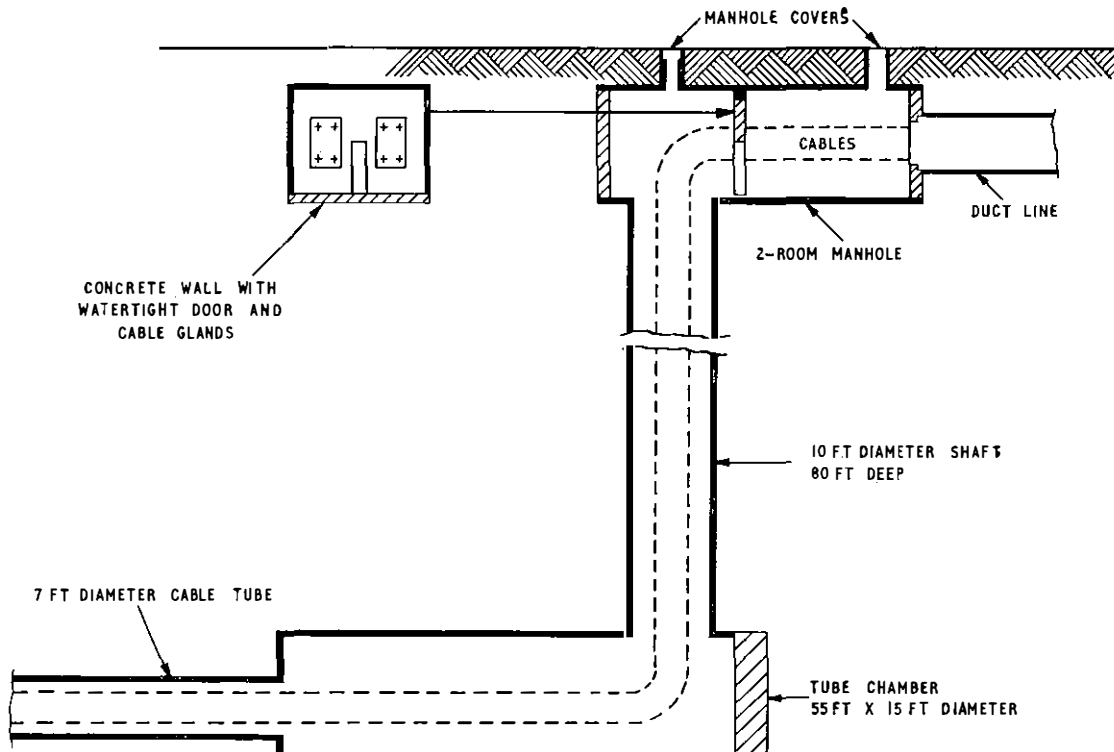 MANHOLE COVERS
CABLES
DUCT LINE
2-ROOM MANHOLE
CONCRETE WALL WITH
WATERTIGHT DOOR AND
CABLE GLANDS
10 FT DIAMETER SHAFT
80 FT DEEP
7 FT DIAMETER CABLE TUBE
TUBE CHAMBER
55 FT X 15 FT DIAMETER